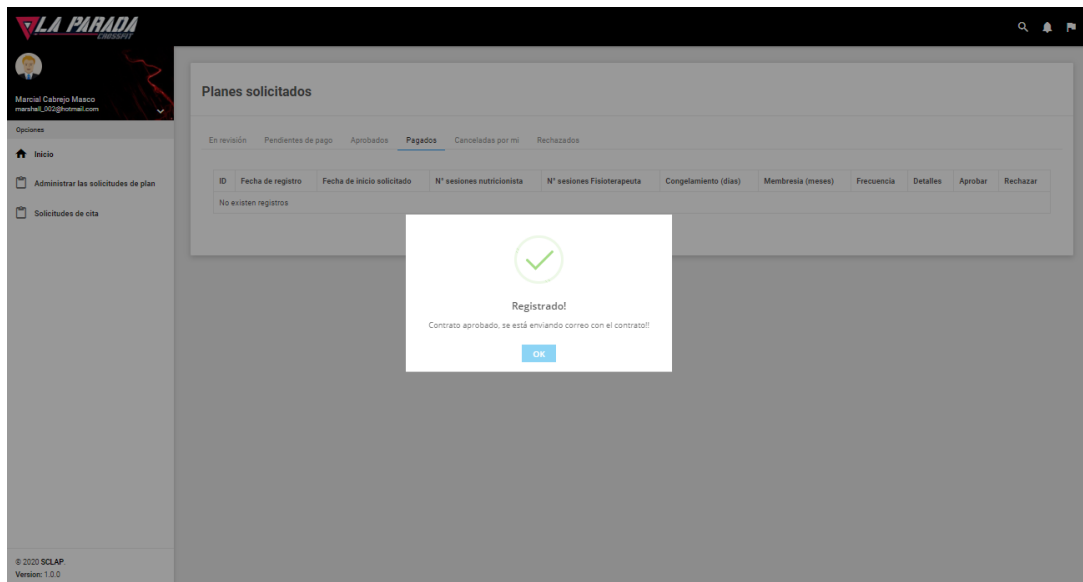 LA PARADA
CROSSFIT
Marcial Cabrejo Masco
marshall_002@hotmail.com
Opciones
Inicio
Administrar las solicitudes de plan
Solicitudes de cita
Planes solicitados
En revisión Pendientes de pago Aprobados Pagados Canceladas por mi Rechazados
ID Fecha de registro Fecha de inicio solicitado N° sesiones nutricionista N° sesiones Fisioterapeuta Congelamiento (días) Membresia (meses) Frecuencia Detalles Aprobar Rechazar
No existen registros
Registrado!
Contrato aprobado, se está enviando correo con el contrato!!
OK
© 2020 SCLAP.
Version: 1.0.0